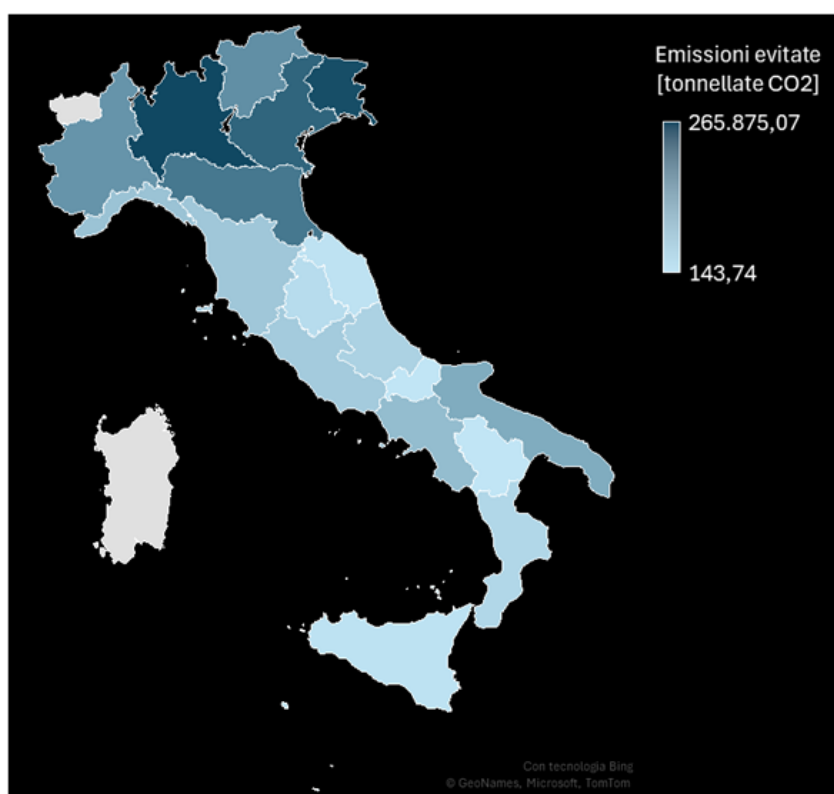 Emissioni evitate
[tonnellate CO2]
265.875,07
143,74
Con tecnologia Bing
© GeoNames, Microsoft, TomTom